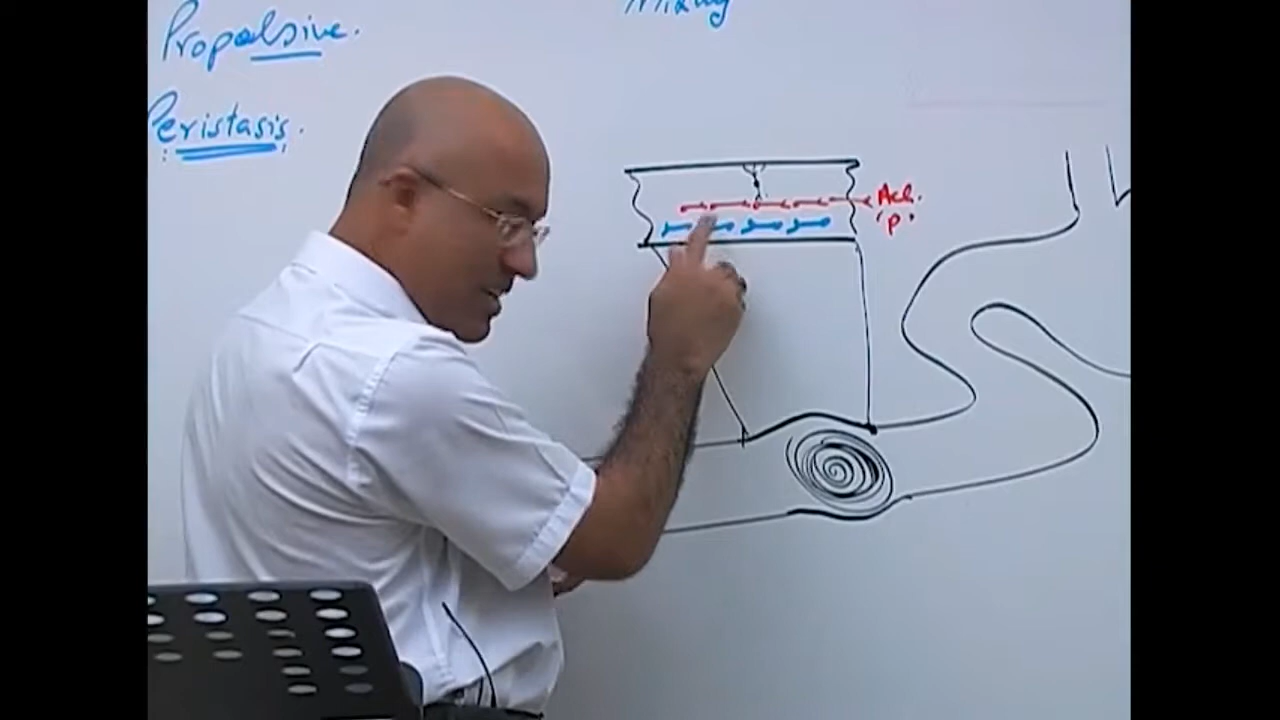 Propulsive.
Mixing
Peristasis.
Ach.
'P'